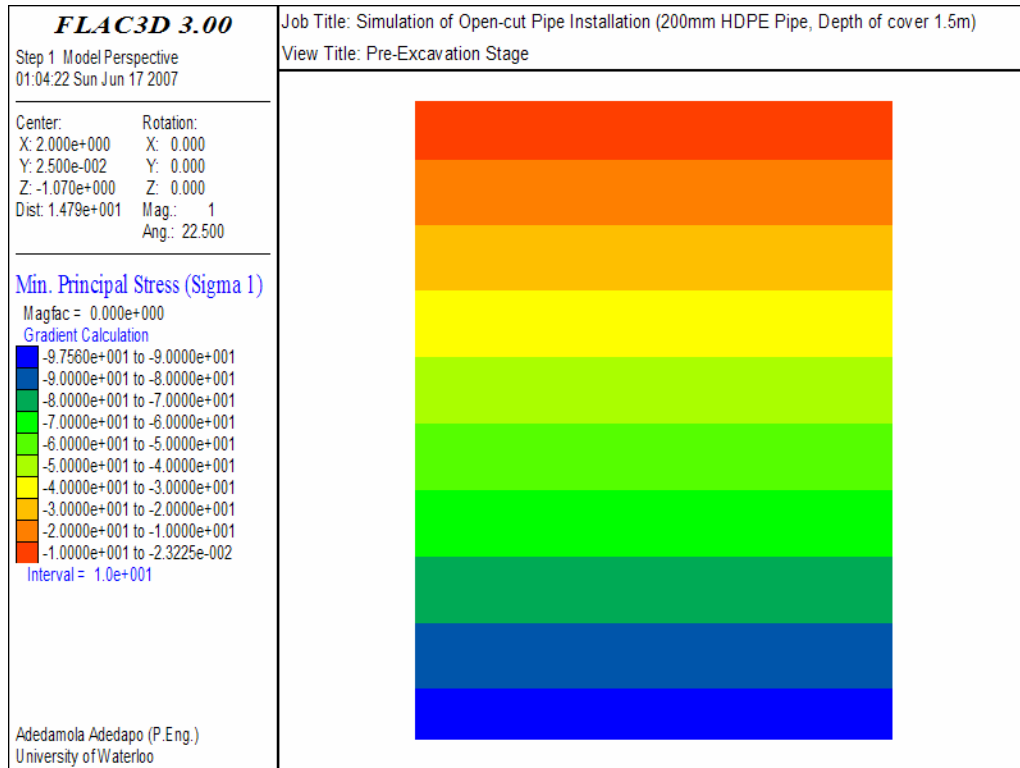 FLAC3D 3.00
Step 1 Model Perspective
01:04:22 Sun Jun 17 2007
Center: Rotation:
X: 2.000e+000 X: 0.000
Y: 2.500e-002 Y: 0.000
Z: -1.070e+000 Z: 0.000
Dist: 1.479e+001 Mag.: 1
Ang.: 22.500
Min. Principal Stress (Sigma 1)
Magfac = 0.000e+000
Gradient Calculation
-9.7560e+001 to -9.0000e+001
-9.0000e+001 to -8.0000e+001
-8.0000e+001 to -7.0000e+001
-7.0000e+001 to -6.0000e+001
-6.0000e+001 to -5.0000e+001
-5.0000e+001 to -4.0000e+001
-4.0000e+001 to -3.0000e+001
-3.0000e+001 to -2.0000e+001
-2.0000e+001 to -1.0000e+001
-1.0000e+001 to -2.3225e-002
Interval = 1.0e+001
Adedamola Adedapo (P.Eng.)
University of Waterloo
Job Title: Simulation of Open-cut Pipe Installation (200mm HDPE Pipe, Depth of cover 1.5m)
View Title: Pre-Excavation Stage